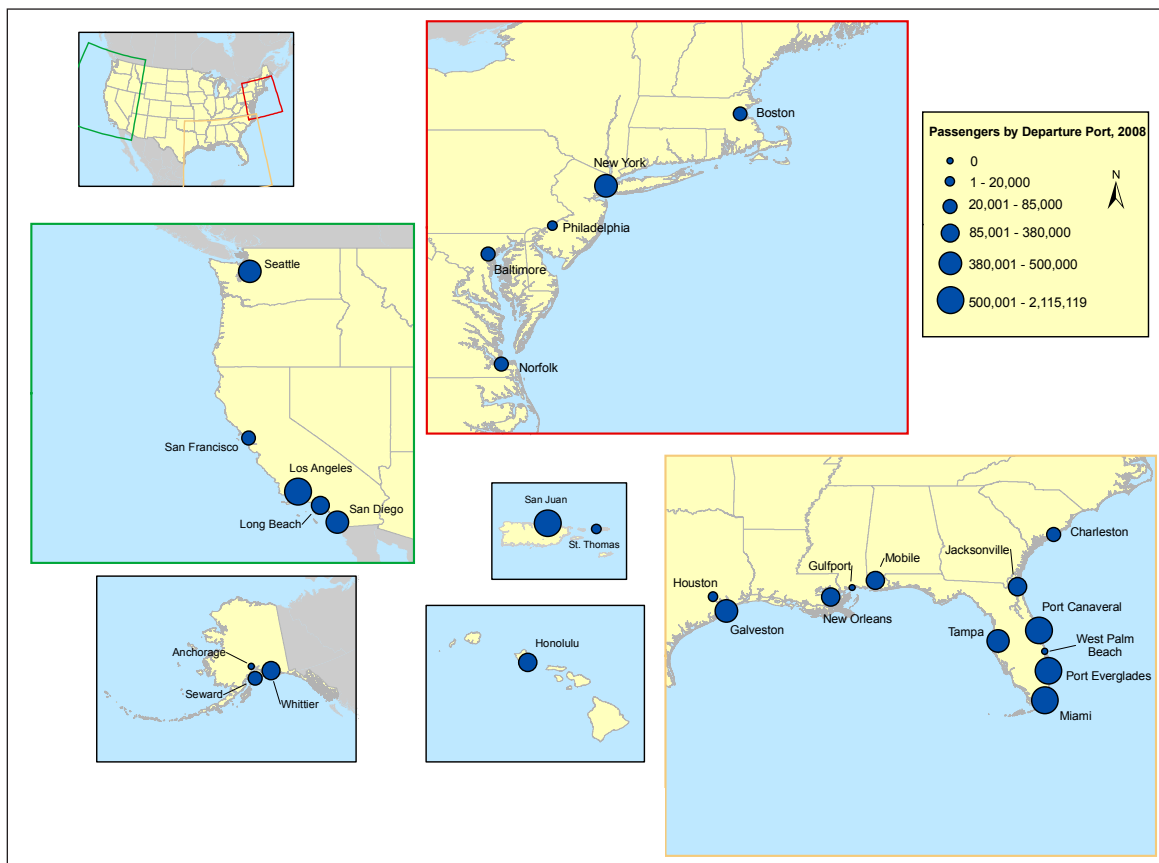 Boston
New York
Philadelphia
Baltimore
Norfolk
Passengers by Departure Port, 2008
N
0
1 - 20,000
20,001 - 85,000
85,001 - 380,000
380,001 - 500,000
500,001 - 2,115,119
Seattle
San Francisco
Los Angeles
Long Beach
San Diego
San Juan
St. Thomas
Charleston
Jacksonville
Mobile
Gulfport
Houston
New Orleans
Galveston
Port Canaveral
Tampa
West Palm
Beach
Port Everglades
Miami
Anchorage
Seward
Whittier
Honolulu